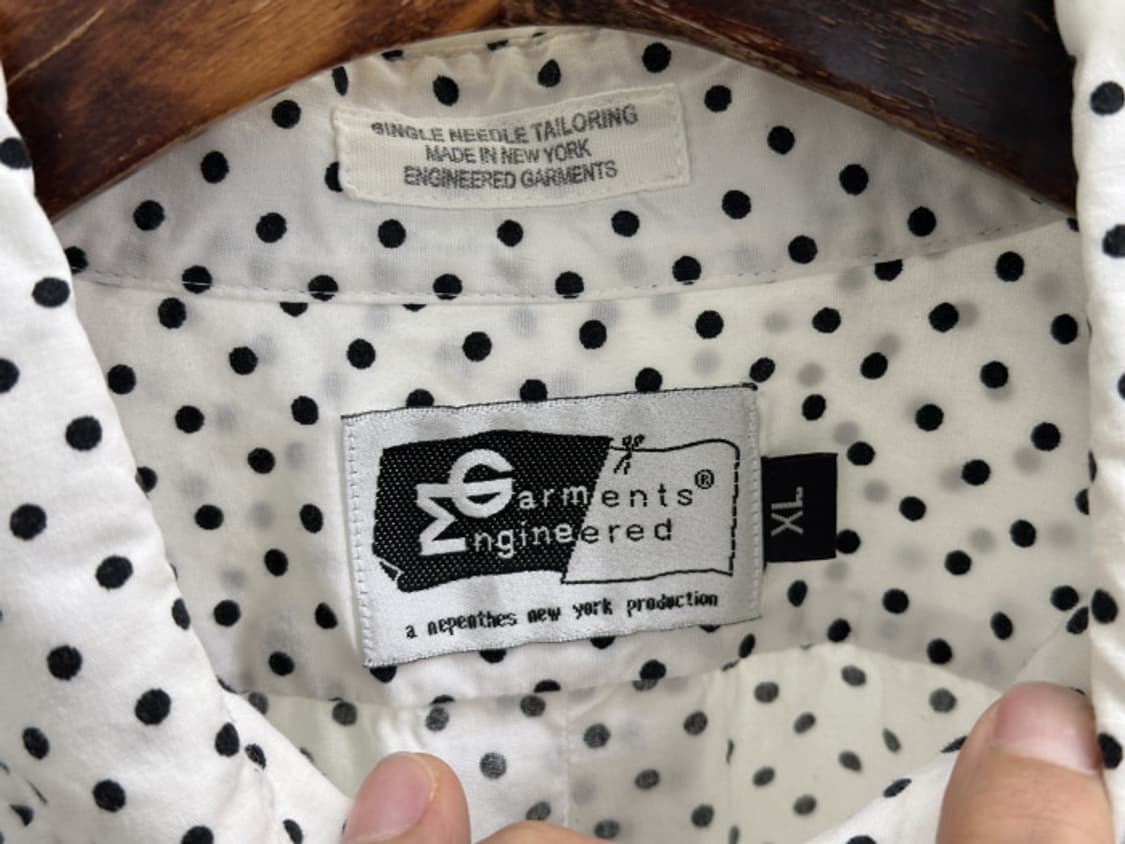 SINGLE NEEDLE TAILORING
MADE IN NEW YORK
ENGINEERED GARMENTS
Garments®
Engineered
a nepenthes new york production
XL